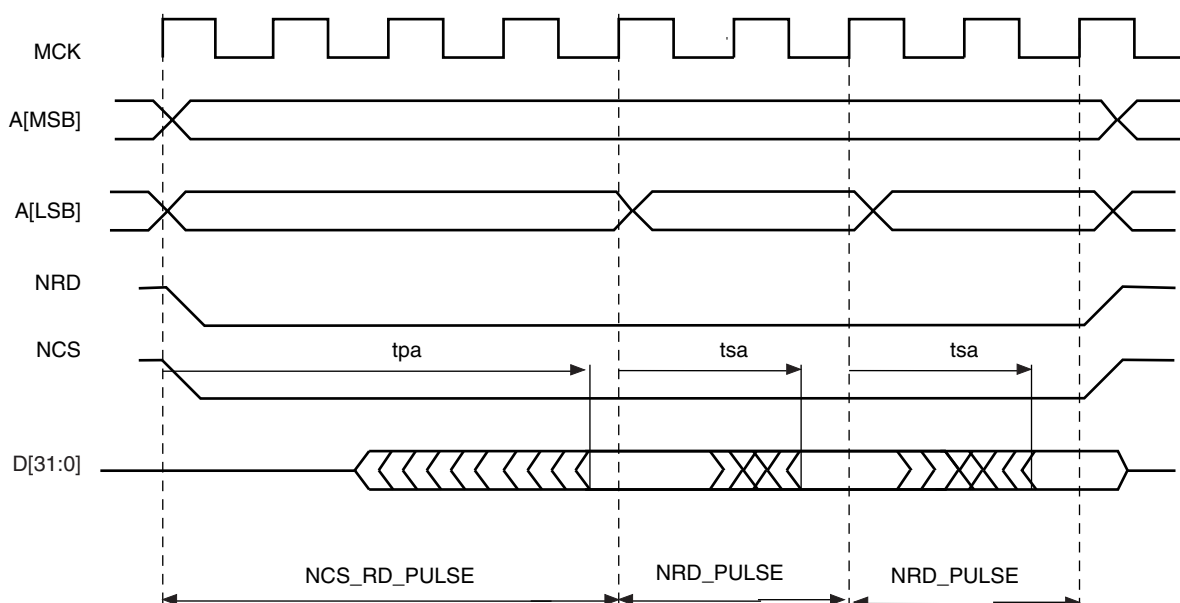 MCK
A[MSB]
A[LSB]
NRD
NCS
tpa
tsa
tsa
D[31:0]
NCS_RD_PULSE
NRD_PULSE
NRD_PULSE